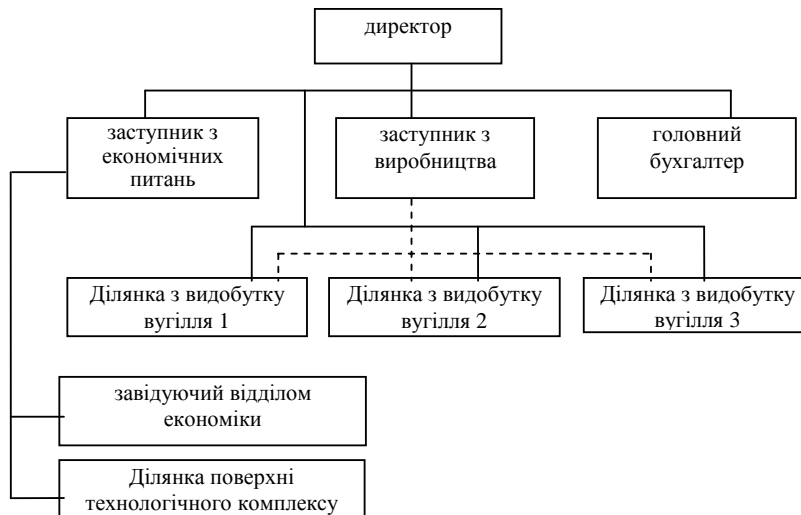 директор
заступник з
економічних
питань
заступник з
виробництва
головний
бухгалтер
Ділянка з видобутку
вугілля 1
Ділянка з видобутку
вугілля 2
Ділянка з видобутку
вугілля 3
завідуючий відділом
економіки
Ділянка поверхні
технологічного комплексу